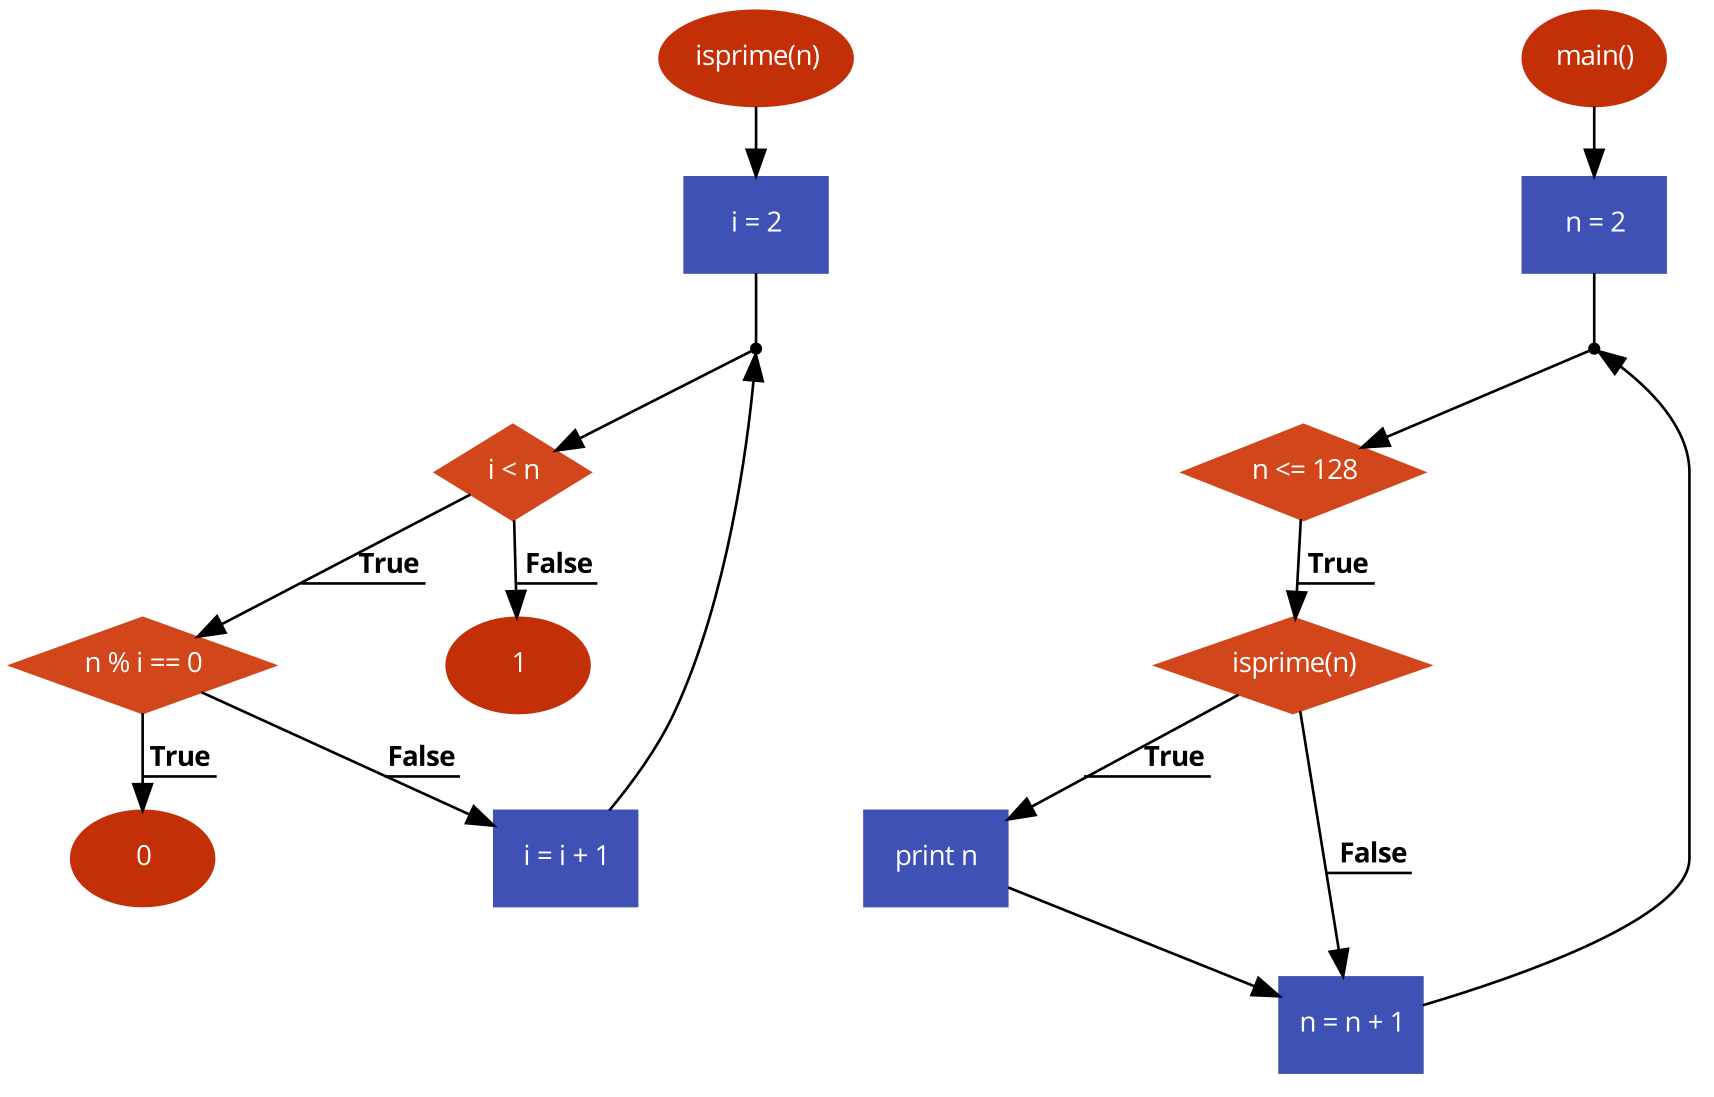 isprime(n)
main()
i = 2
n = 2
i < n
n <= 128
True
False
True
n % i == 0
1
isprime(n)
True
False
True
False
0
i = i + 1
print n
n = n + 1